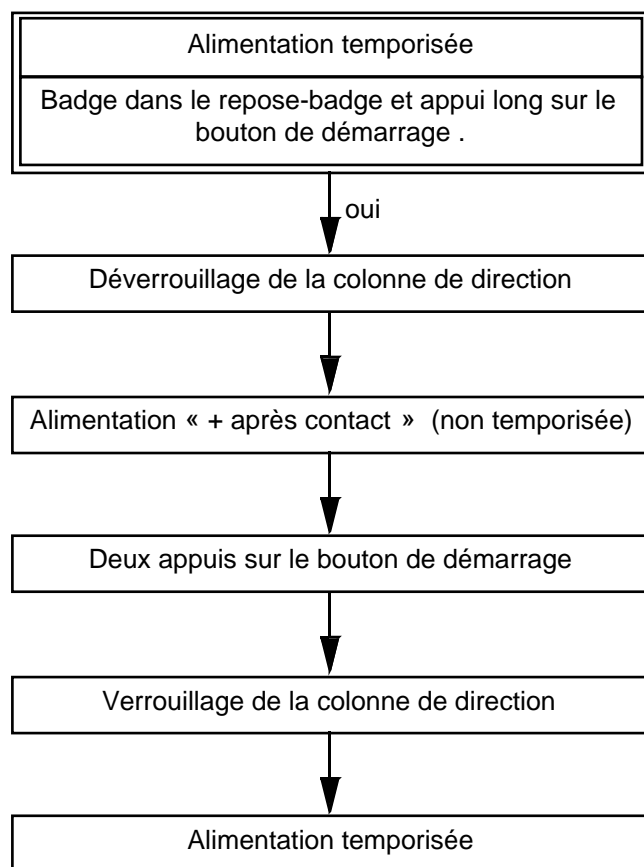 Alimentation temporisée
Badge dans le repose-badge et appui long sur le
bouton de démarrage .
oui
Déverrouillage de la colonne de direction
Alimentation « + après contact »  (non temporisée)
Deux appuis sur le bouton de démarrage
Verrouillage de la colonne de direction
Alimentation temporisée